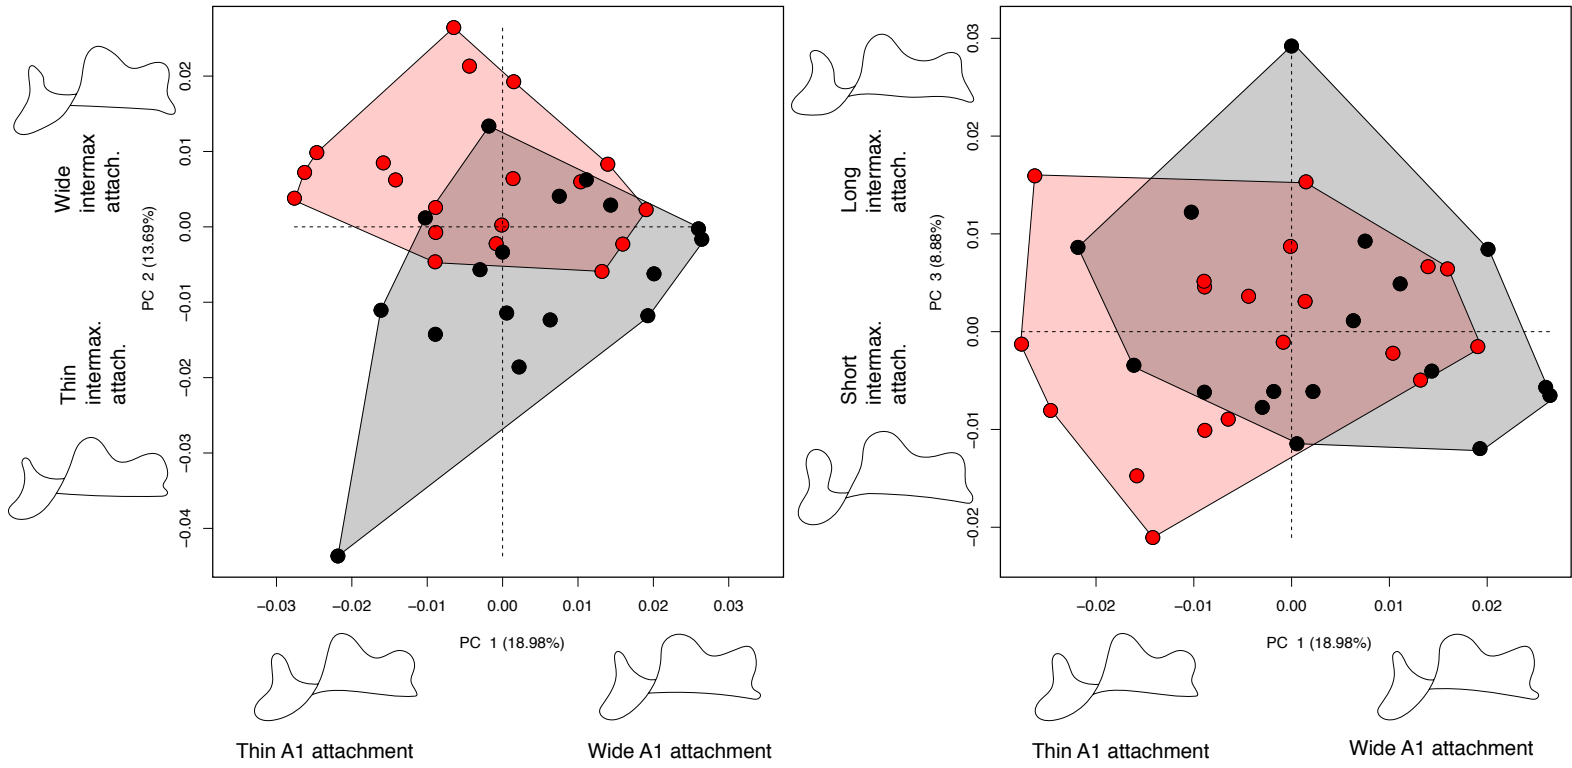 Wide
intermax
attach.
Thin
intermax.
attach.
PC 2 (13.69%)
0.02
0.01
0.00
−0.01
−0.02
−0.03
−0.04
−0.03
−0.02
−0.01
0.00
0.01
0.02
0.03
PC 1 (18.98%)
Thin A1 attachment
Wide A1 attachment
Long
intermax.
attach.
Short
intermax.
attach.
PC 3 (8.88%)
0.03
0.02
0.01
0.00
−0.01
−0.02
−0.02
−0.01
0.00
0.01
0.02
PC 1 (18.98%)
Thin A1 attachment
Wide A1 attachment